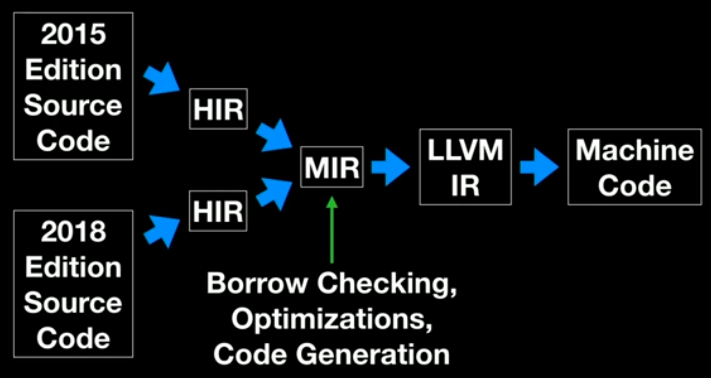 2015
Edition
Source
Code
HIR
2018
Edition
Source
Code
HIR
MIR
LLVM
IR
Machine
Code
Borrow Checking,
Optimizations,
Code Generation